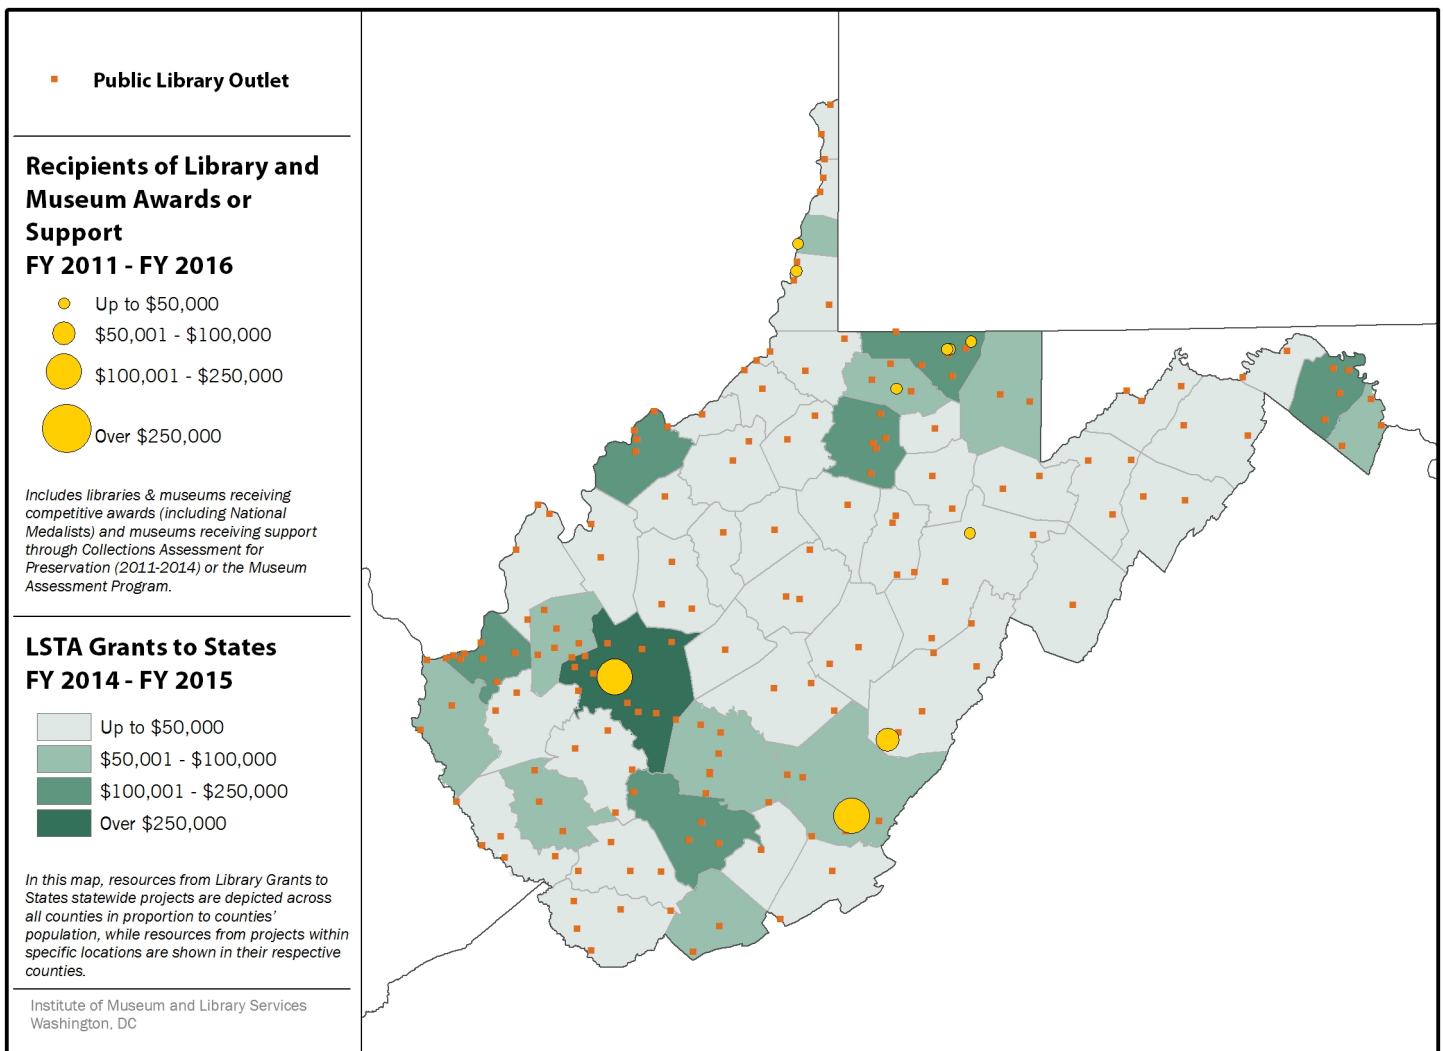 Public Library Outlet
Recipients of Library and
Museum Awards or
Support
FY 2011 - FY 2016
Up to $50,000
$50,001 - $100,000
$100,001 - $250,000
Over $250,000
Includes libraries & museums receiving
competitive awards (including National
Medalists) and museums receiving support
through Collections Assessment for
Preservation (2011-2014) or the Museum
Assessment Program.
LSTA Grants to States
FY 2014 - FY 2015
Up to $50,000
$50,001 - $100,000
$100,001 - $250,000
Over $250,000
In this map, resources from Library Grants to
States statewide projects are depicted across
all counties in proportion to counties'
population, while resources from projects within
specific locations are shown in their respective
counties.
Institute of Museum and Library Services
Washington, DC